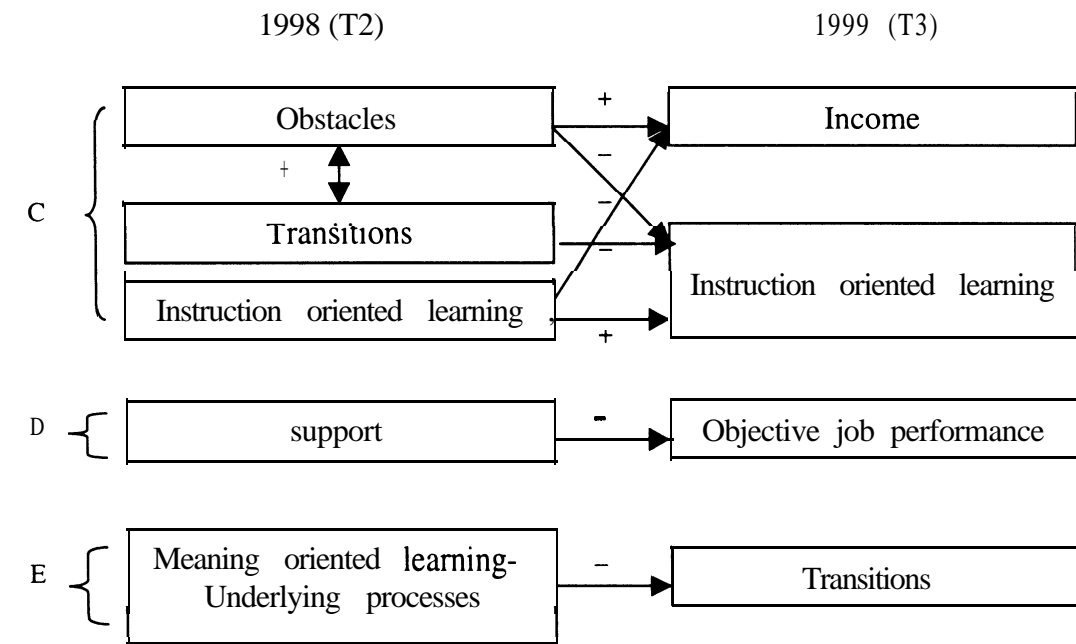 1998 (T2) 1999 (T3)
+
Obstacles Income
−
+
−
C
Transitions
−
Instruction oriented learning
Instruction oriented learning ,
+
D support - Objective job performance
E Meaning oriented learning- − Transitions
Underlying processes